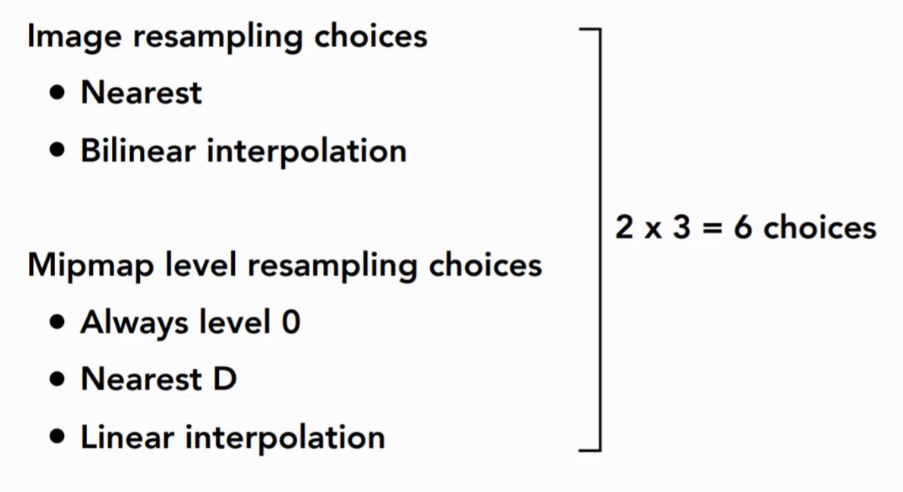 Image resampling choices
• Nearest
• Bilinear interpolation
2 x 3 = 6 choices
Mipmap level resampling choices
• Always level 0
• Nearest D
• Linear interpolation